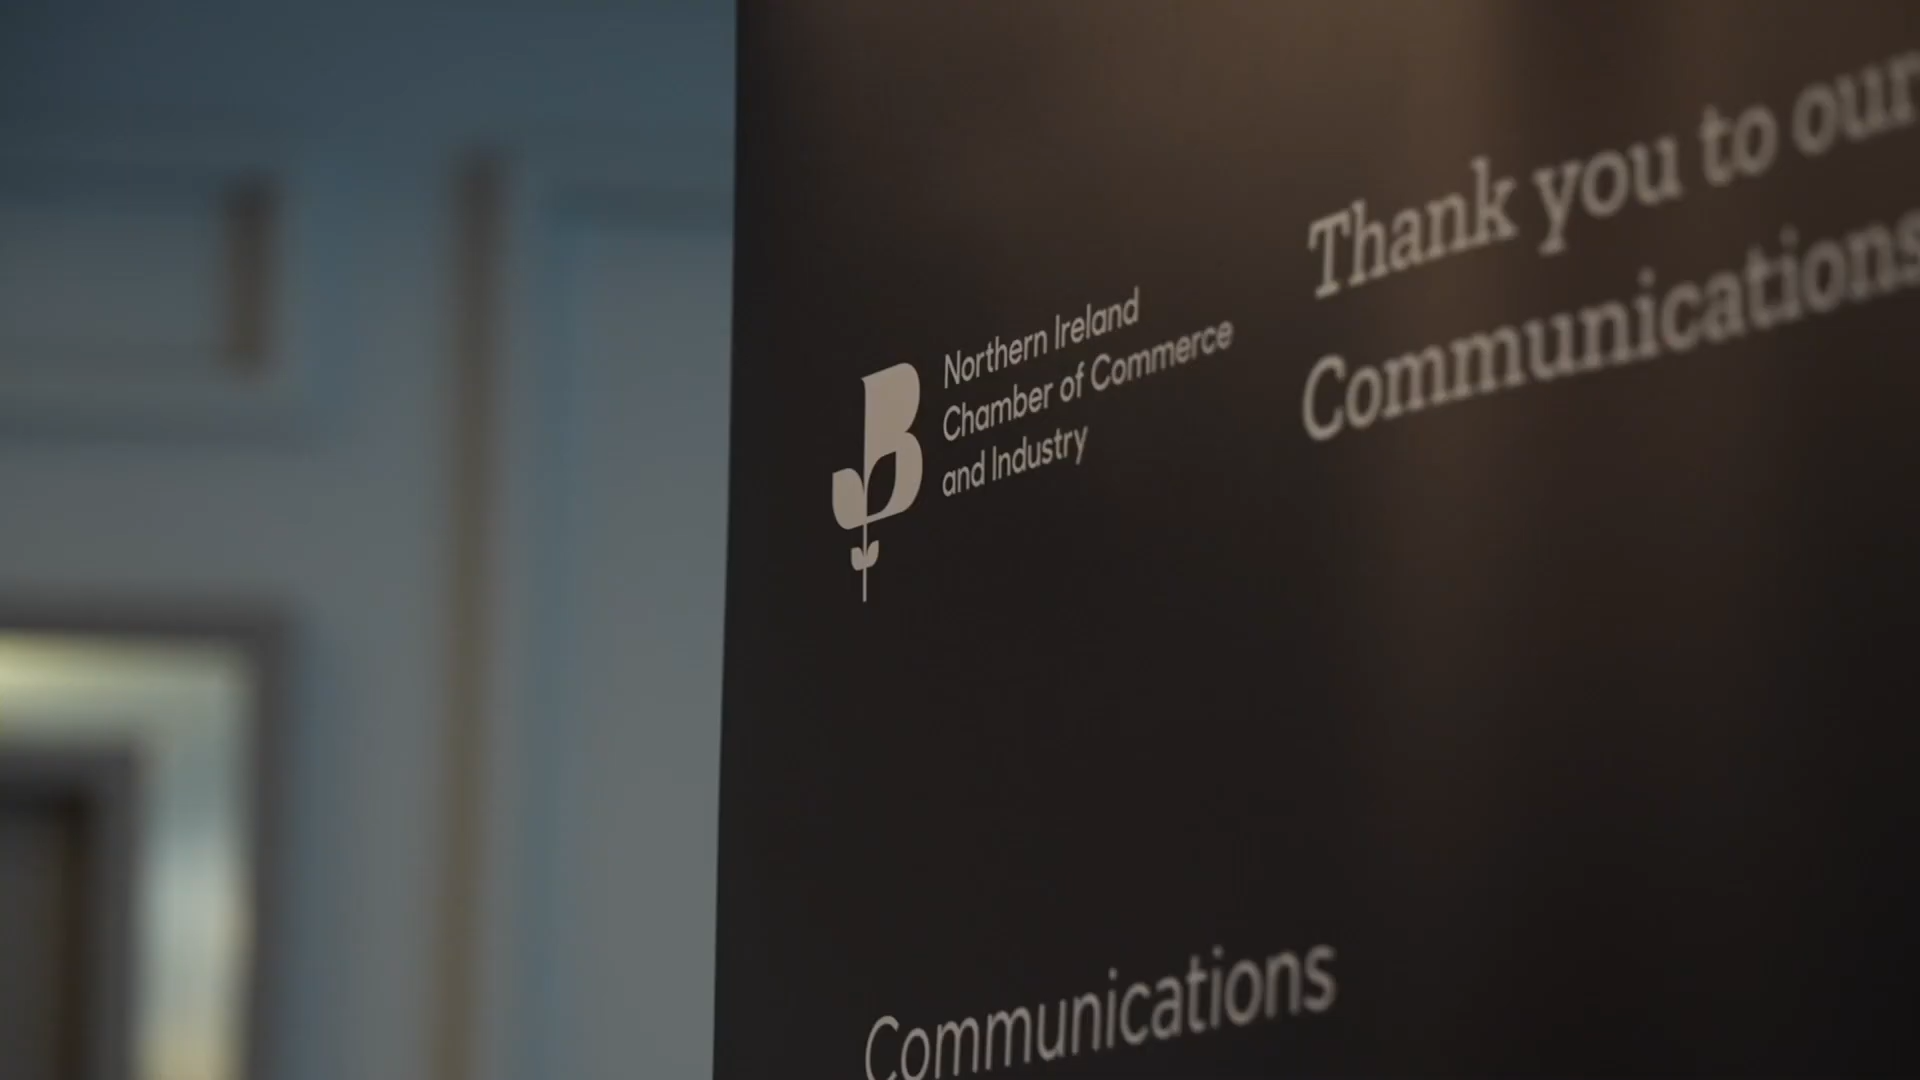 Northern Ireland
Chamber of Commerce
and Industry
Thank you to our
Communications
Communications